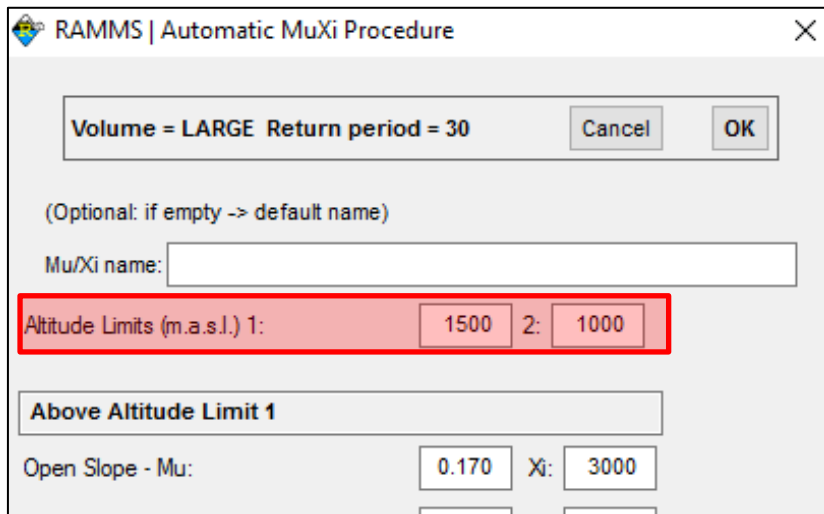 RAMMS | Automatic MuXi Procedure
Volume = LARGE Return period = 30 Cancel OK
(Optional: if empty -> default name)
Mu/Xi name:
Altitude Limits (m.a.s.l.) 1: 1500 2: 1000
Above Altitude Limit 1
Open Slope - Mu: 0.170 Xi: 3000